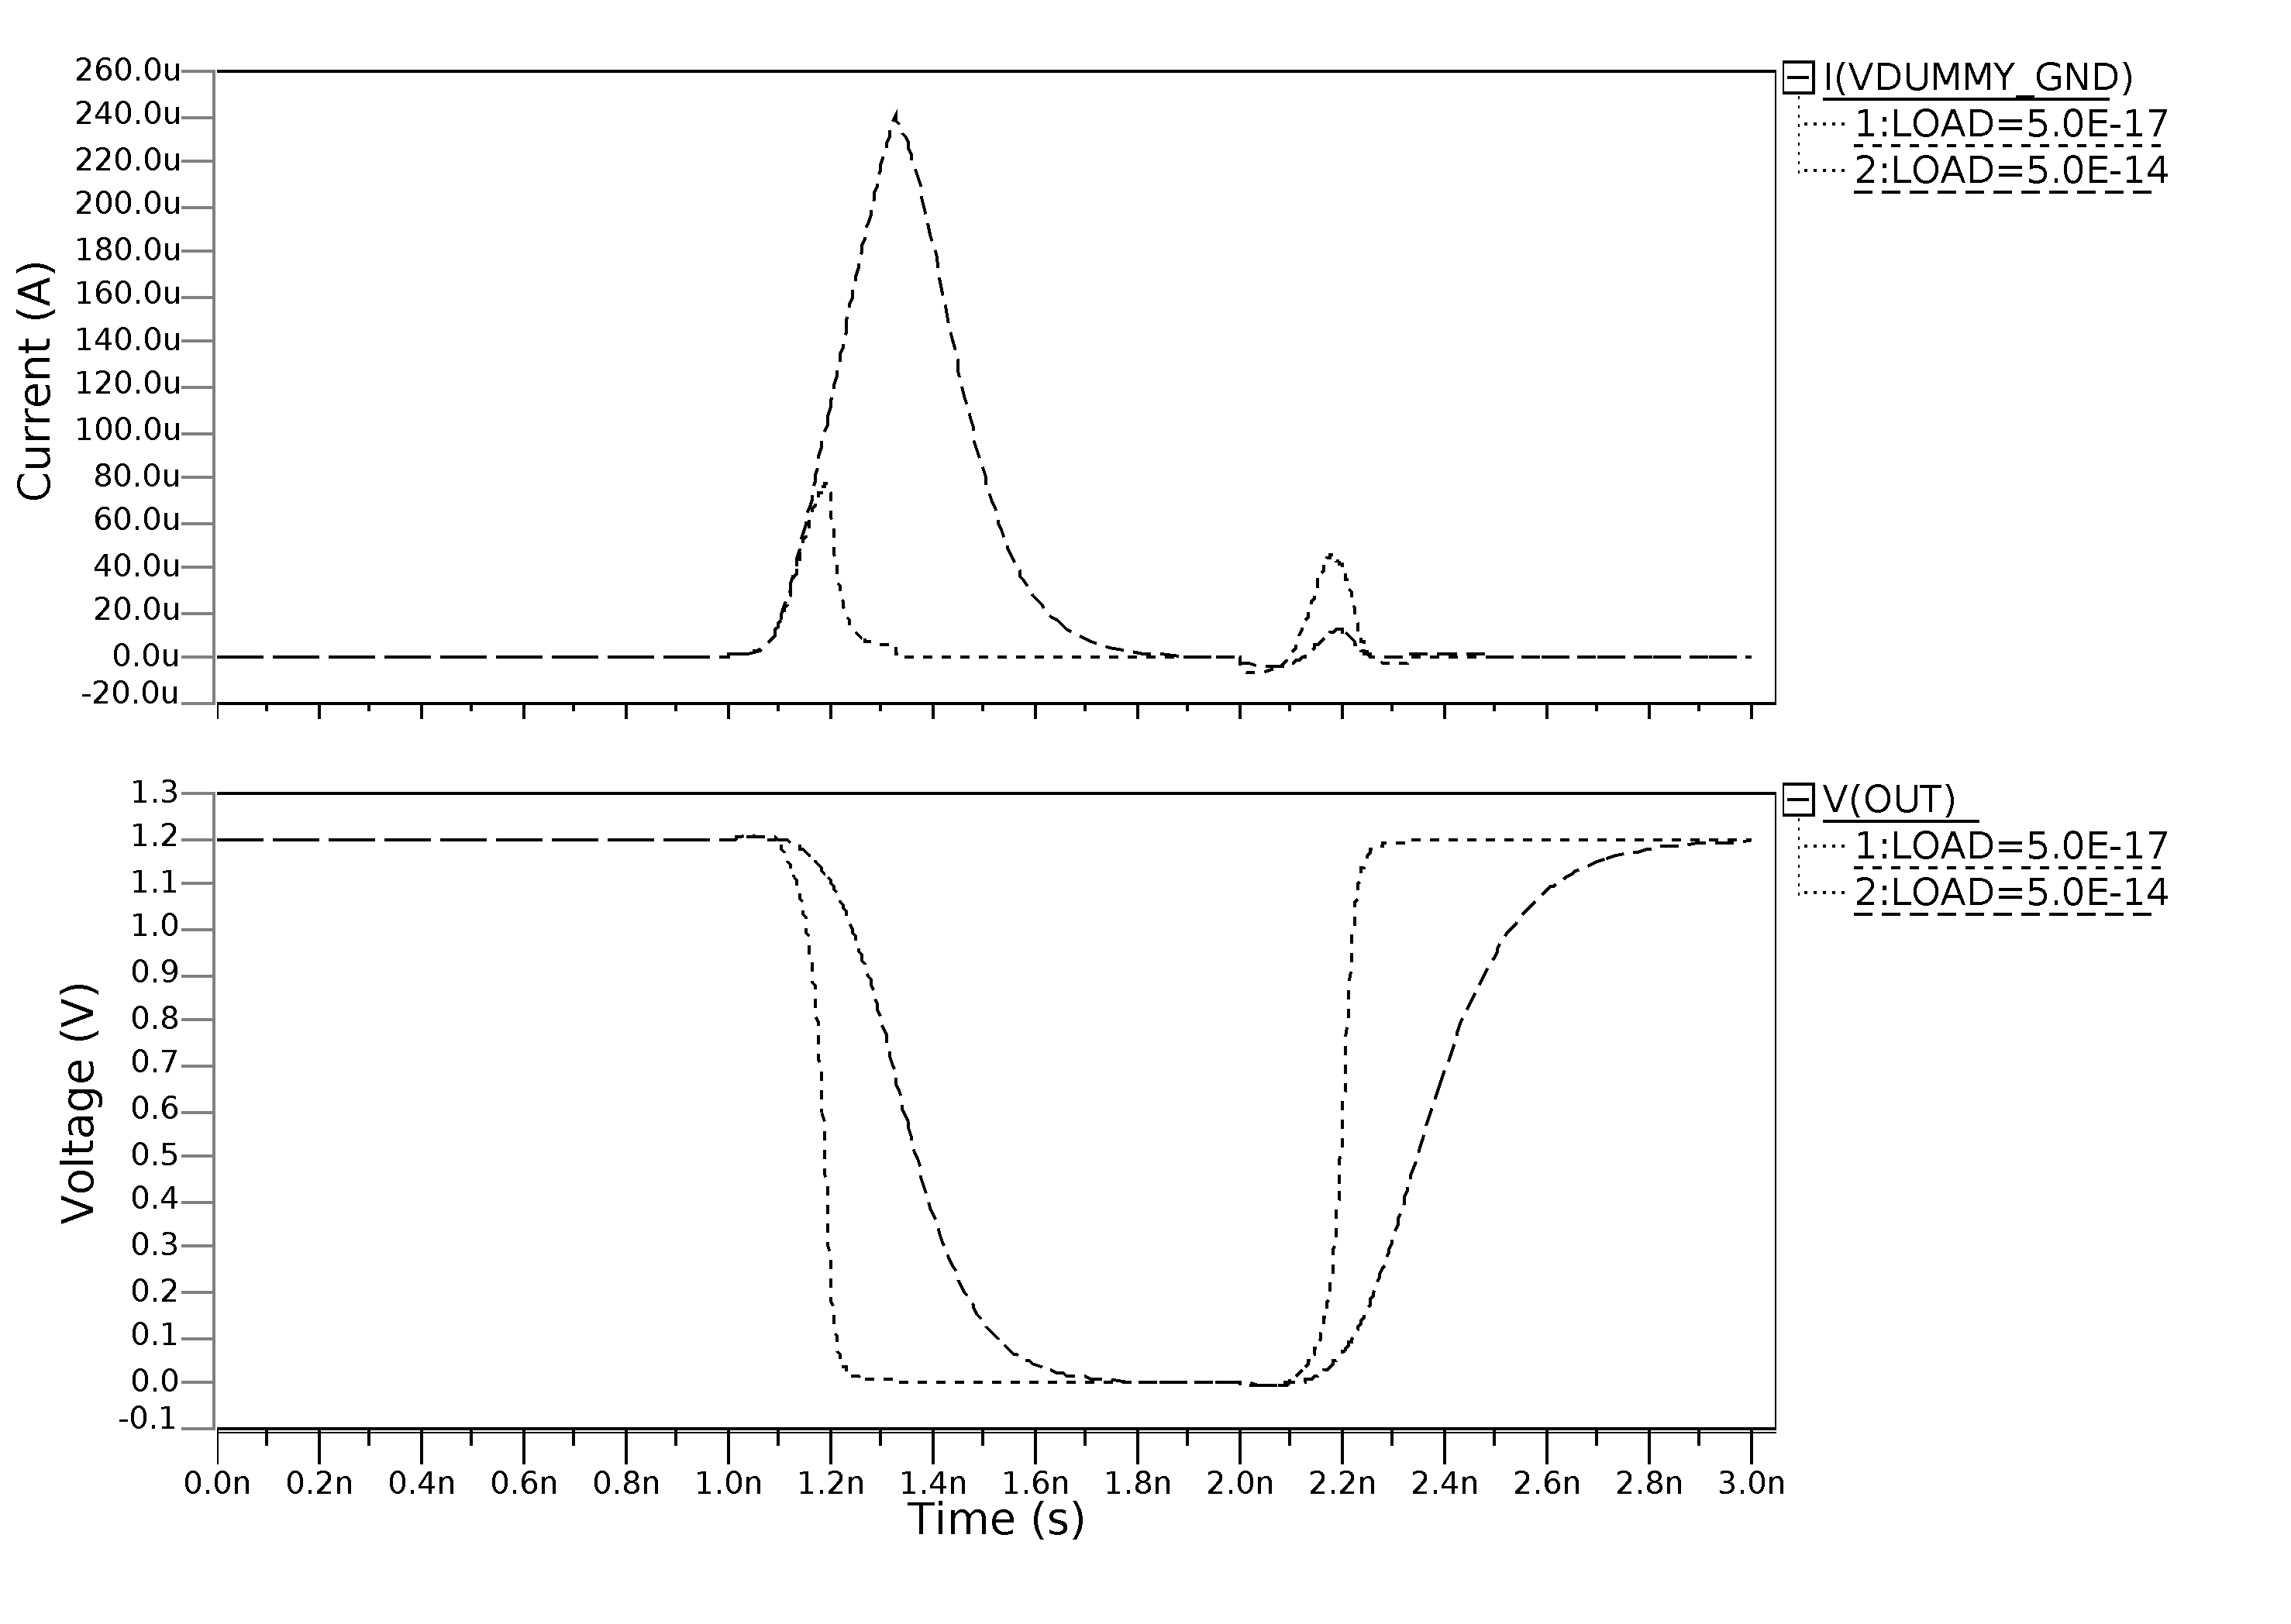 260.0u
240.0u
220.0u
200.0u
180.0u
160.0u
140.0u
120.0u
100.0u
80.0u
60.0u
40.0u
20.0u
0.0u
-20.0u
Current (A)
I(VDUMMY_GND)
1:LOAD=5.0E-17
2:LOAD=5.0E-14
1.3
1.2
1.1
1.0
0.9
0.8
0.7
0.6
0.5
0.4
0.3
0.2
0.1
0.0
-0.1
Voltage (V)
V(OUT)
1:LOAD=5.0E-17
2:LOAD=5.0E-14
0.0n 0.2n 0.4n 0.6n 0.8n 1.0n 1.2n 1.4n 1.6n 1.8n 2.0n 2.2n 2.4n 2.6n 2.8n 3.0n
Time (s)